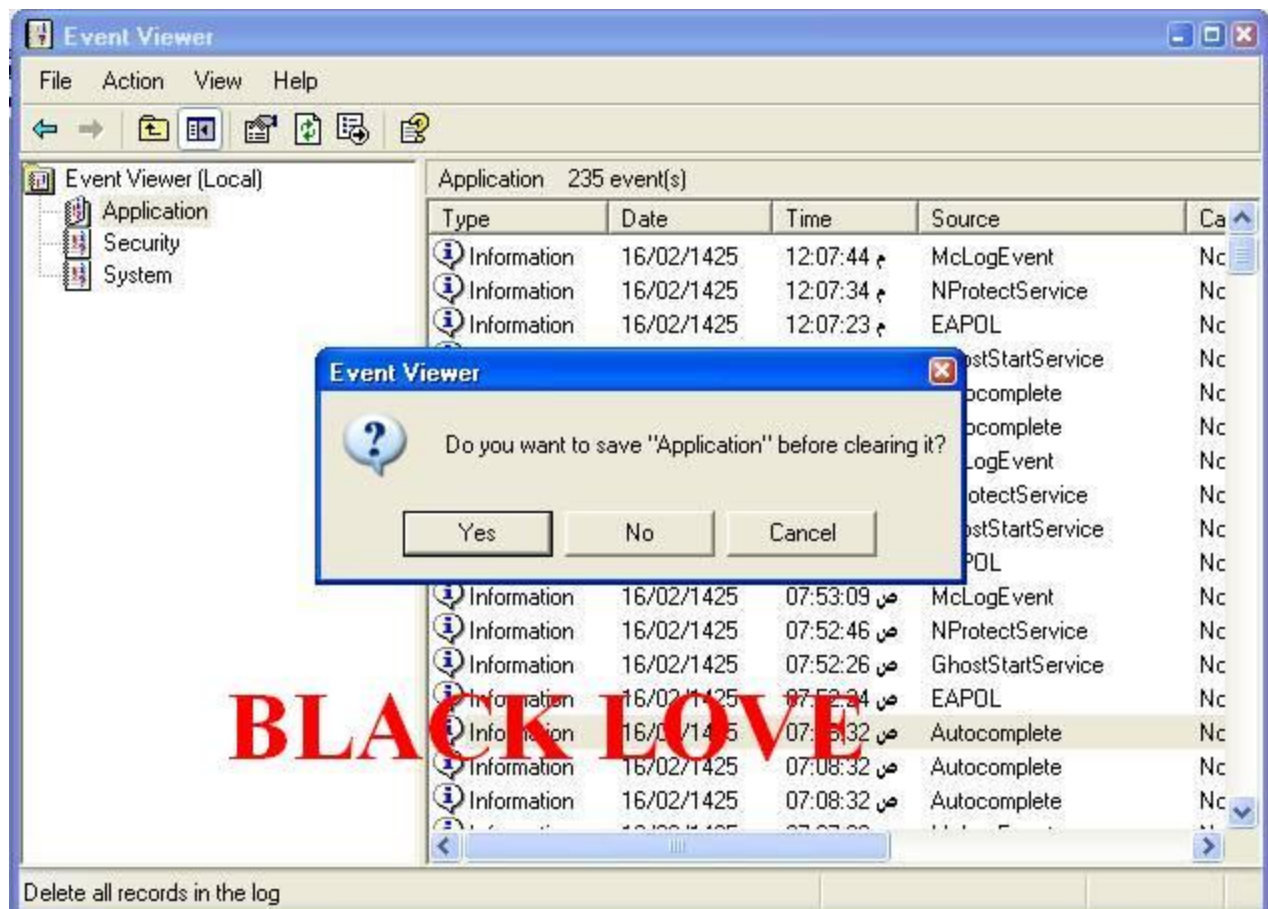 Event Viewer
File Action View Help
Event Viewer (Local)
Application
Security
System
Application 235 event(s)
Type Date Time Source
Information 16/02/1425 12:07:44 م McLogEvent
Information 16/02/1425 12:07:34 م NProtectService
Information 16/02/1425 12:07:23 م EAPOL
Event Viewer
Do you want to save "Application" before clearing it?
Yes No Cancel
Information 16/02/1425 07:53:09 ص McLogEvent
Information 16/02/1425 07:52:46 ص NProtectService
Information 16/02/1425 07:52:26 ص GhostStartService
Information 16/02/1425 ص EAPOL
Information ص Autocomplete
Information 16/02/1425 07:08:32 ص Autocomplete
Information 16/02/1425 07:08:32 ص Autocomplete
BLACK LOVE
Delete all records in the log